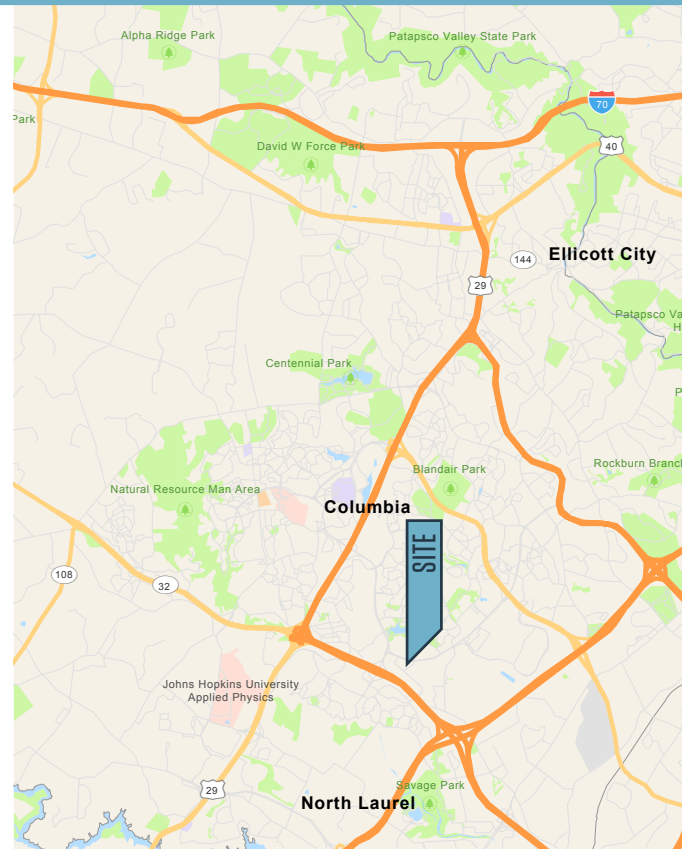 Alpha Ridge Park
Patapsco Valley State Park
70
Park
40
David W Force Park
Ellicott City
144
29
Patapsco Va
H
Centennial Park
P
Blandair Park
Rockburn Branch
Natural Resource Man Area
Columbia
SITE
108
32
Johns Hopkins University
Applied Physics
29
Savage Park
North Laurel